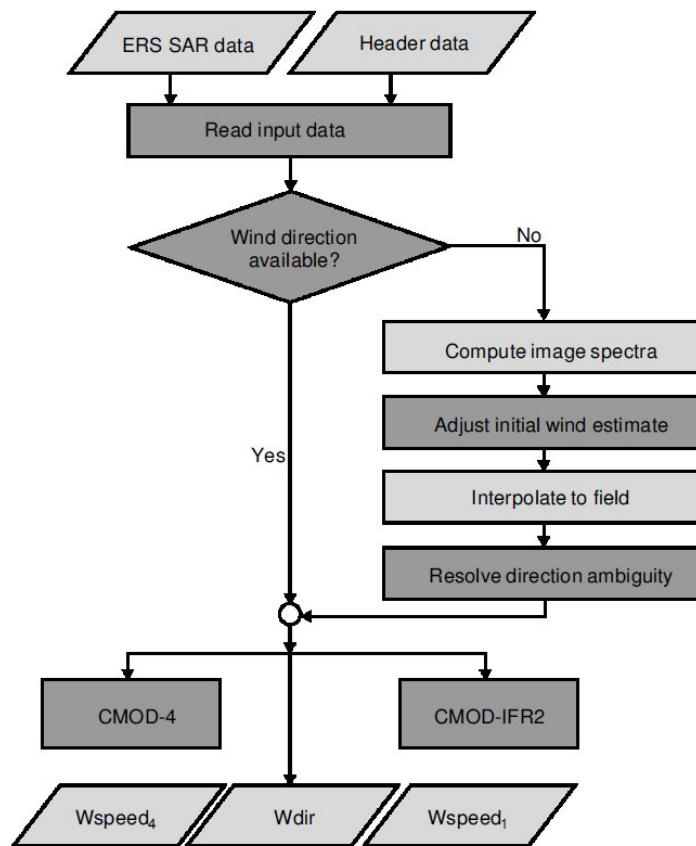 ERS SAR data
Header data
Read input data
Wind direction
available?
No
Compute image spectra
Adjust initial wind estimate
Yes
Interpolate to field
Resolve direction ambiguity
CMOD-4
CMOD-IFR2
Wspeed₄
Wdir
Wspeed₁